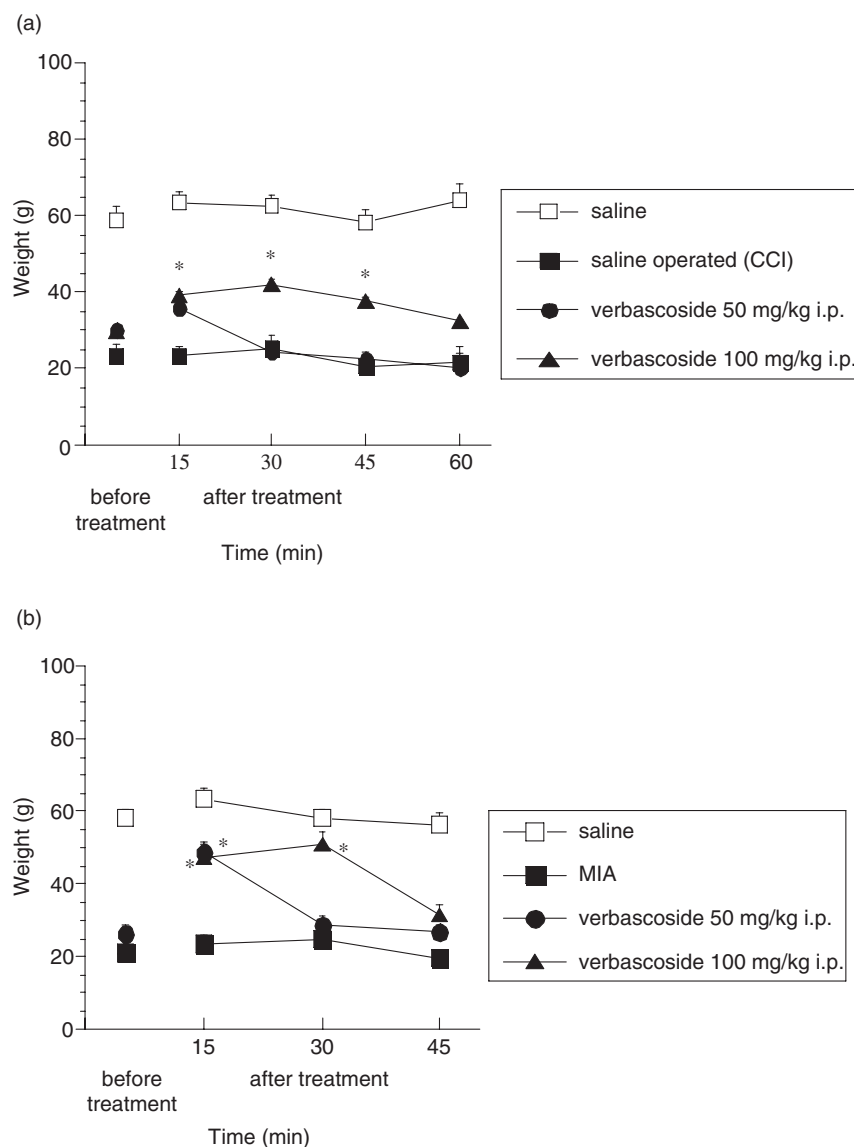 (a)
100
80
60
40
20
0
Weight (g)
* * *
15 30 45 60
before treatment
after treatment
Time (min)
saline
saline operated (CCI)
verbascoside 50 mg/kg i.p.
verbascoside 100 mg/kg i.p.
(b)
100
80
60
40
20
0
Weight (g)
* * *
15 30 45
before treatment
after treatment
Time (min)
saline
MIA
verbascoside 50 mg/kg i.p.
verbascoside 100 mg/kg i.p.